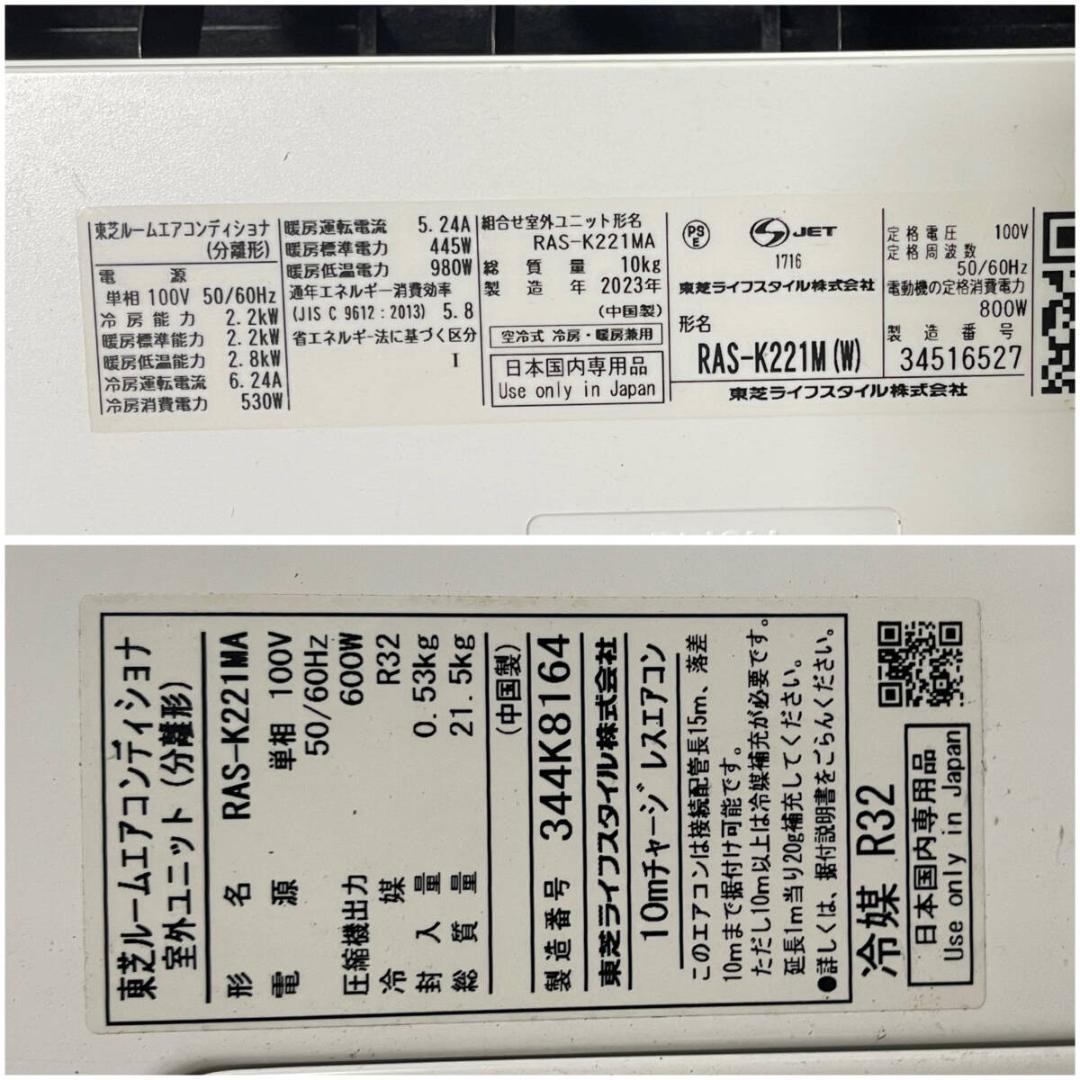 東芝ルームエアコンディショナ
(分離形)
電 源
単相 100V 50/60Hz
冷房能力 2.2kW
暖房標準能力 2.2kW
暖房低温能力 2.8kW
冷房運転電流 6.24A
冷房消費電力 530W
暖房運転電流 5.24A
暖房標準電力 445W
暖房低温電力 980W
通年エネルギー消費効率
(JIS C 9612:2013) 5.8
省エネルギー法に基づく区分
I
組合せ室外ユニット形名
RAS-K221MA
総質量 10kg
製造年 2023年
(中国製)
空冷式 冷房・暖房兼用
日本国内専用品
Use only in Japan
PS
E
JET
1716
東芝ライフスタイル株式会社
形名
RAS-K221M(W)
東芝ライフスタイル株式会社
定格電圧 100V
定格周波数
50/60Hz
電動機の定格消費電力
800W
製造番号
34516527
東芝ルームエアコンディショナ
室外ユニット(分離形)
形名 RAS-K221MA
電源 単相 100V
50/60Hz
圧縮機出力 600W
冷媒 R32
封入量 0.53kg
総質量 21.5kg
(中国製)
製造番号 344K8164
東芝ライフスタイル株式会社
10mチャージレスエアコン
このエアコンは接続配管長15m、落差
10mまで据付け可能です。
ただし10m以上は冷媒補充が必要です。
延長1m当り20g補充してください。
●詳しくは、据付説明書をごらんください。
冷媒 R32
日本国内専用品
Use only in Japan